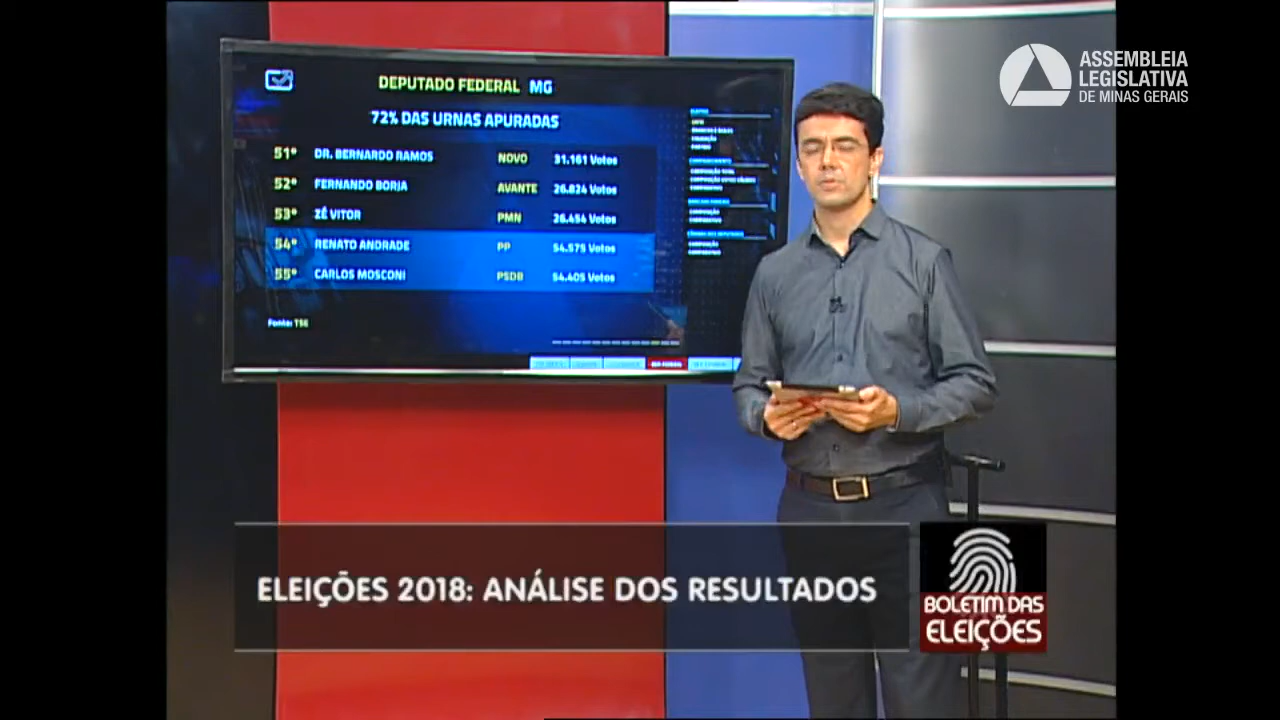 ASSEMBLEIA
LEGISLATIVA
DE MINAS GERAIS
DEPUTADO FEDERAL MG
72% DAS URNAS APURADAS
51º DR. BERNARDO RAMOS NOVO 31.161 Votos
52º FERNANDO BORJA AVANTE 26.824 Votos
53º ZÉ VITOR PMN 26.454 Votos
54º RENATO ANDRADE PP 54.575 Votos
55º CARLOS MOSCONI PSDB 54.405 Votos
Fonte: TSE
ELEIÇÕES 2018: ANÁLISE DOS RESULTADOS
BOLETIM DAS
ELEIÇÕES